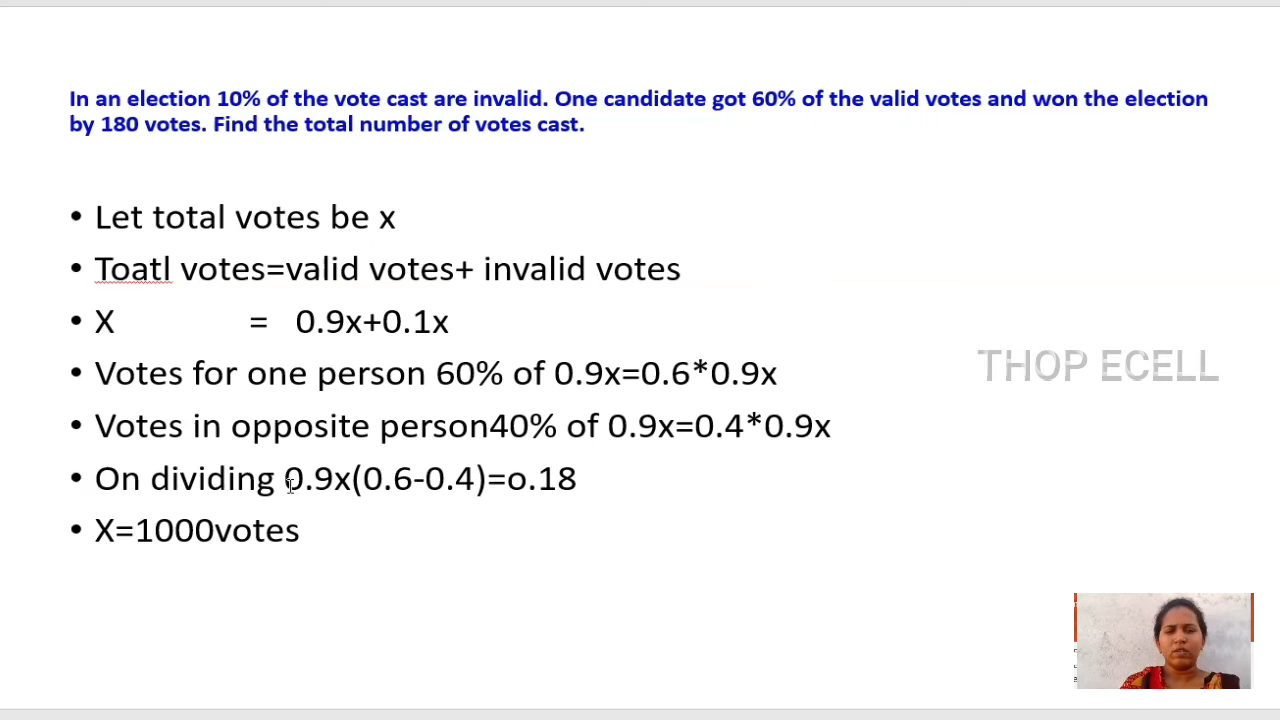 In an election 10% of the vote cast are invalid. One candidate got 60% of the valid votes and won the election
by 180 votes. Find the total number of votes cast.
• Let total votes be x
• Toatl votes=valid votes+ invalid votes
• X = 0.9x+0.1x
• Votes for one person 60% of 0.9x=0.6*0.9x
THOP ECELL
• Votes in opposite person40% of 0.9x=0.4*0.9x
• On dividing 0.9x(0.6-0.4)=o.18
• X=1000votes